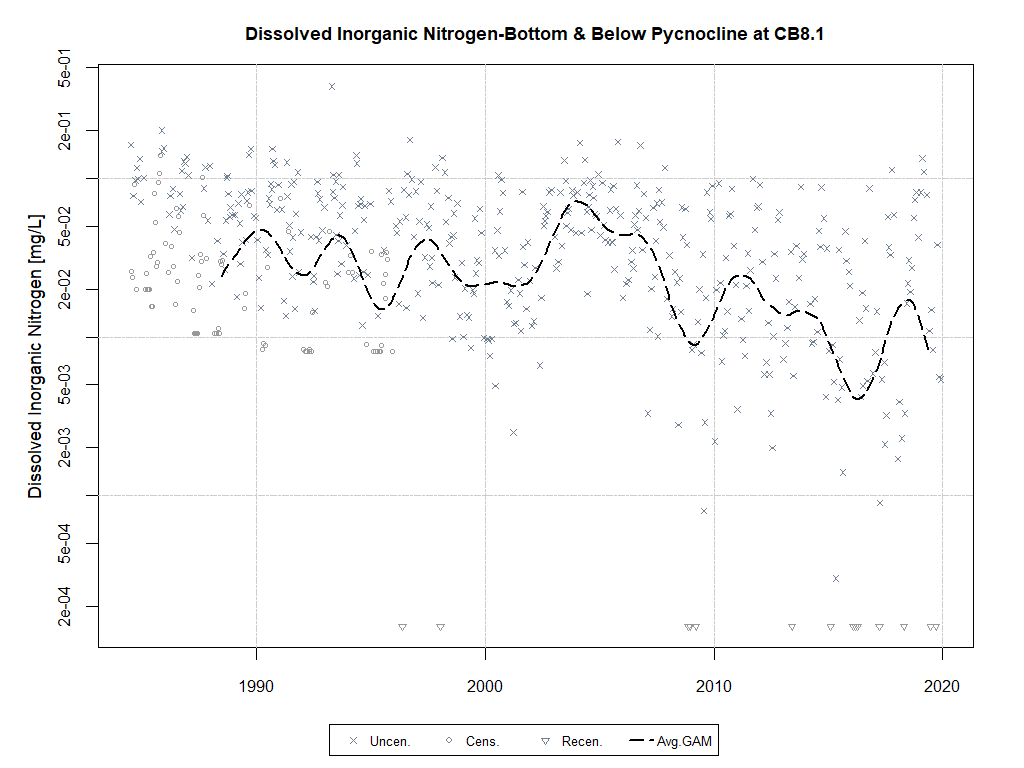 Dissolved Inorganic Nitrogen-Bottom & Below Pycnocline at CB8.1
Dissolved Inorganic Nitrogen [mg/L]
5e-01
2e-01
5e-02
2e-02
5e-03
2e-03
5e-04
2e-04
1990 2000 2010 2020
Uncen. Cens. Recen. Avg.GAM